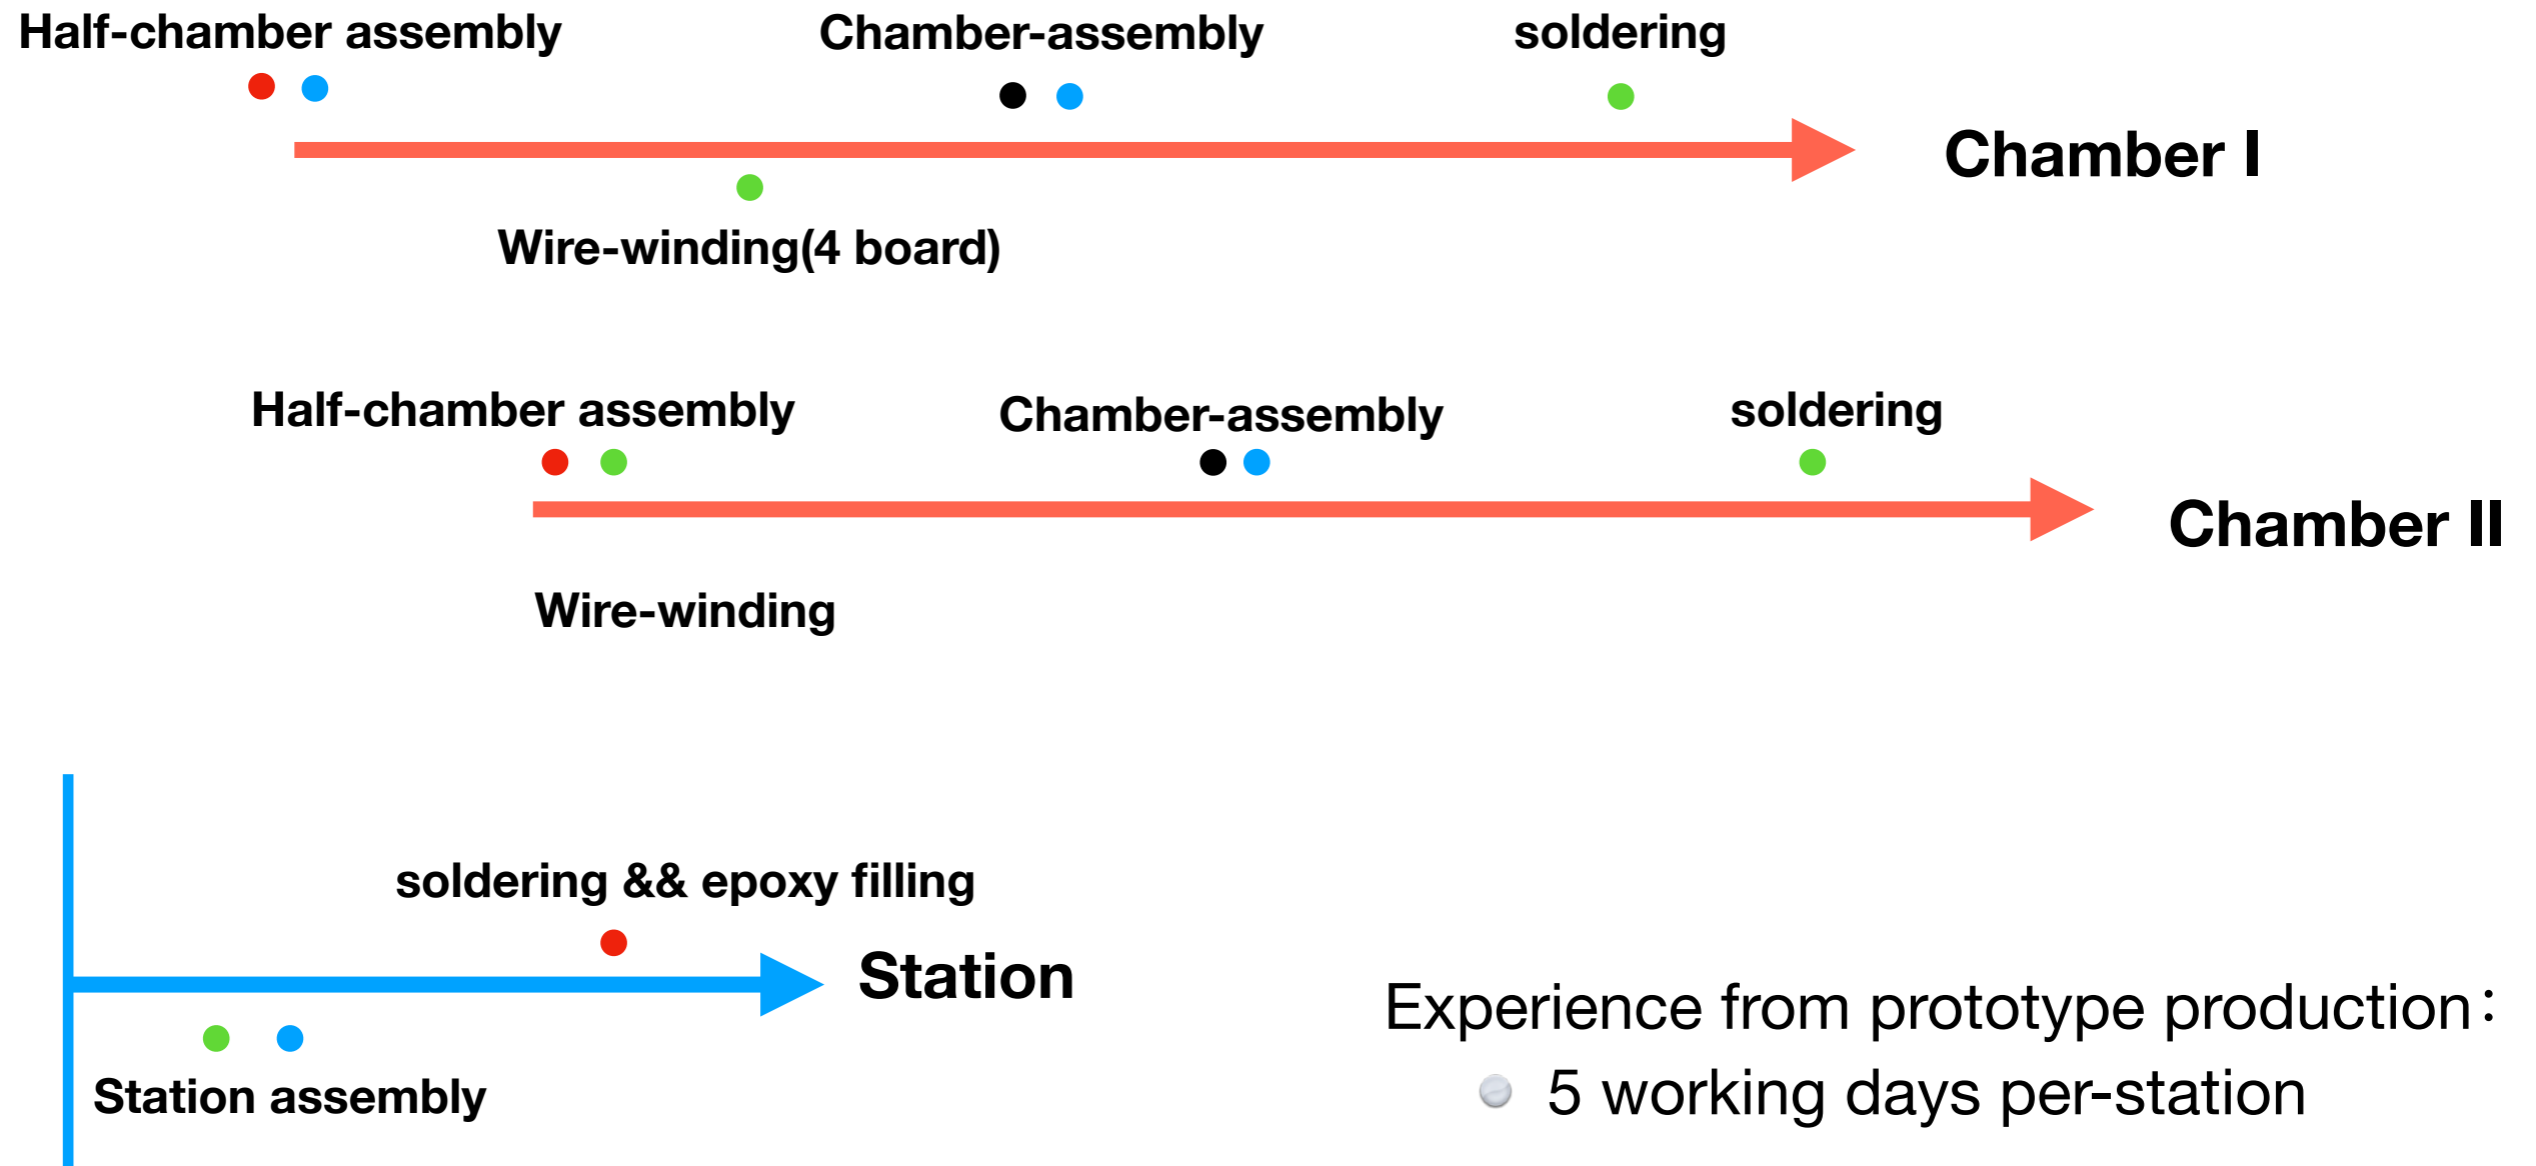 Half-chamber assembly
Chamber-assembly
soldering
Chamber I
Wire-winding(4 board)
Half-chamber assembly
Chamber-assembly
soldering
Chamber II
Wire-winding
soldering && epoxy filling
Station
Station assembly
Experience from prototype production：
5 working days per-station